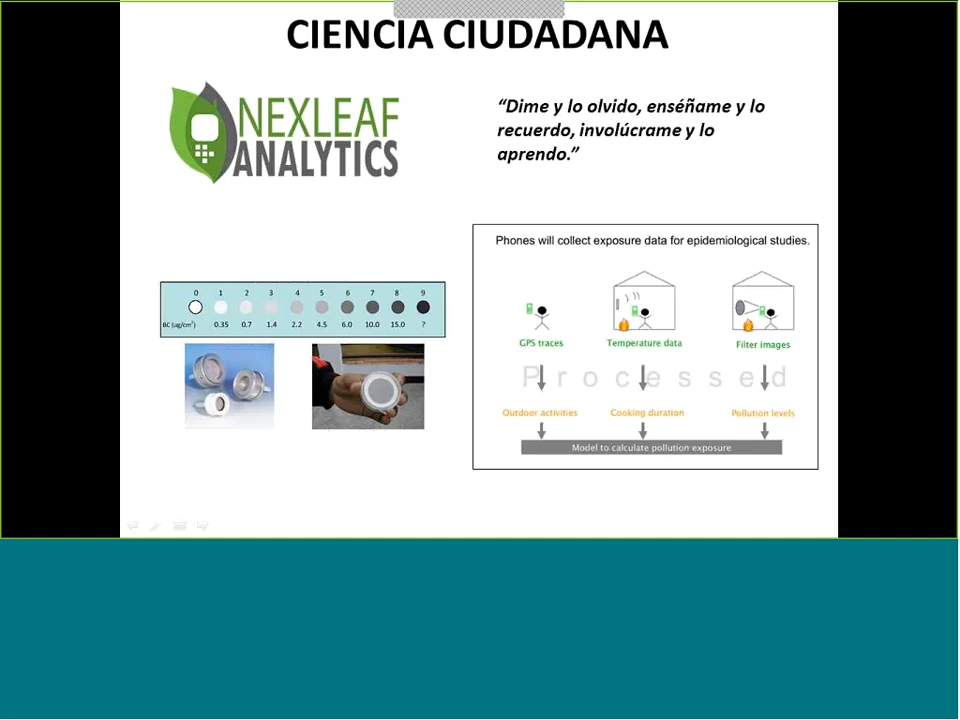 CIENCIA CIUDADANA
NEXLEAF
ANALYTICS
“Dime y lo olvido, enséñame y lo
recuerdo, involúcrame y lo
aprendo.”
0 1 2 3 4 5 6 7 8 9
BC (ug/cm²) 0.35 0.7 1.4 2.2 4.5 6.0 10.0 15.0 ?
Phones will collect exposure data for epidemiological studies.
GPS traces Temperature data Filter images
Processed
Outdoor activities Cooking duration Pollution levels
Model to calculate pollution exposure